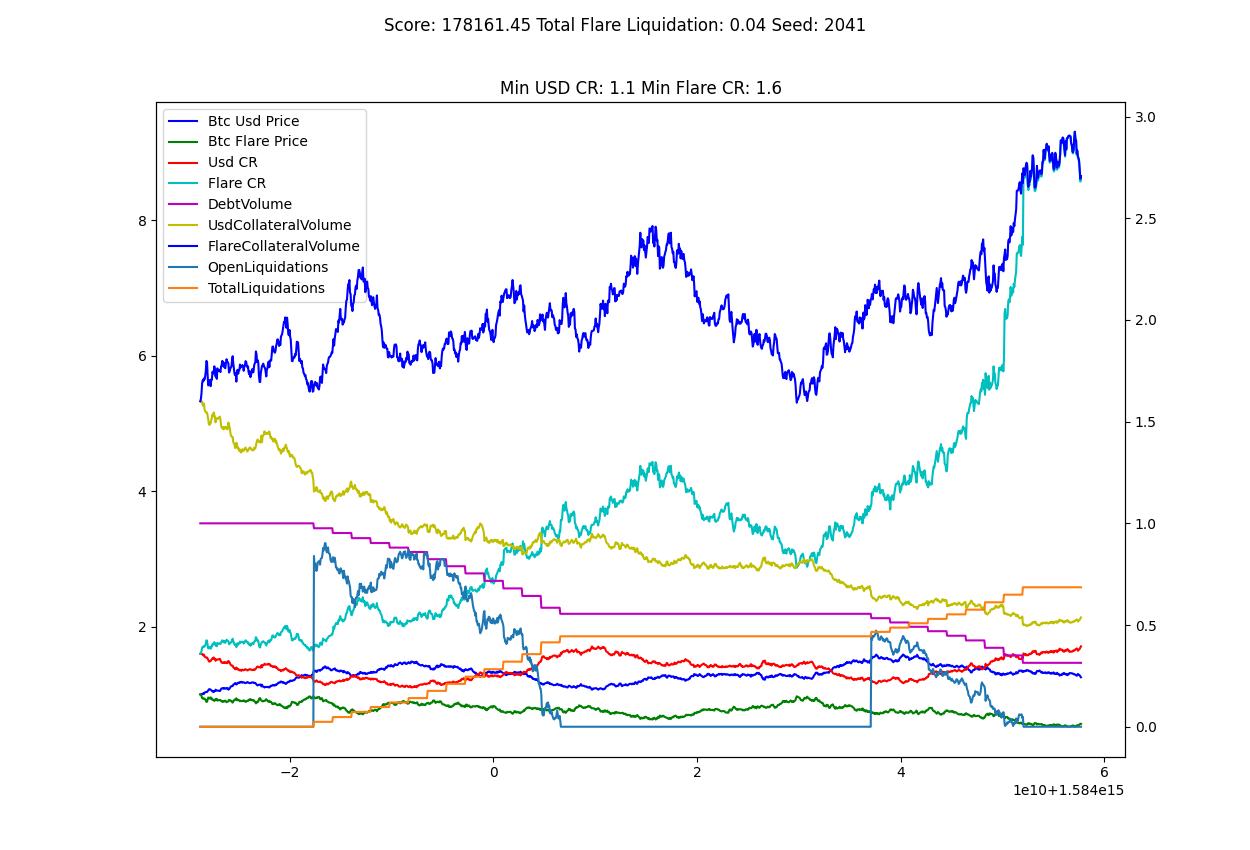 Score: 178161.45 Total Flare Liquidation: 0.04 Seed: 2041
Min USD CR: 1.1 Min Flare CR: 1.6
Btc Usd Price
Btc Flare Price
Usd CR
Flare CR
DebtVolume
UsdCollateralVolume
FlareCollateralVolume
OpenLiquidations
TotalLiquidations
8
6
4
2
3.0
2.5
2.0
1.5
1.0
0.5
0.0
−2 0 2 4 6
1e10+1.584e15